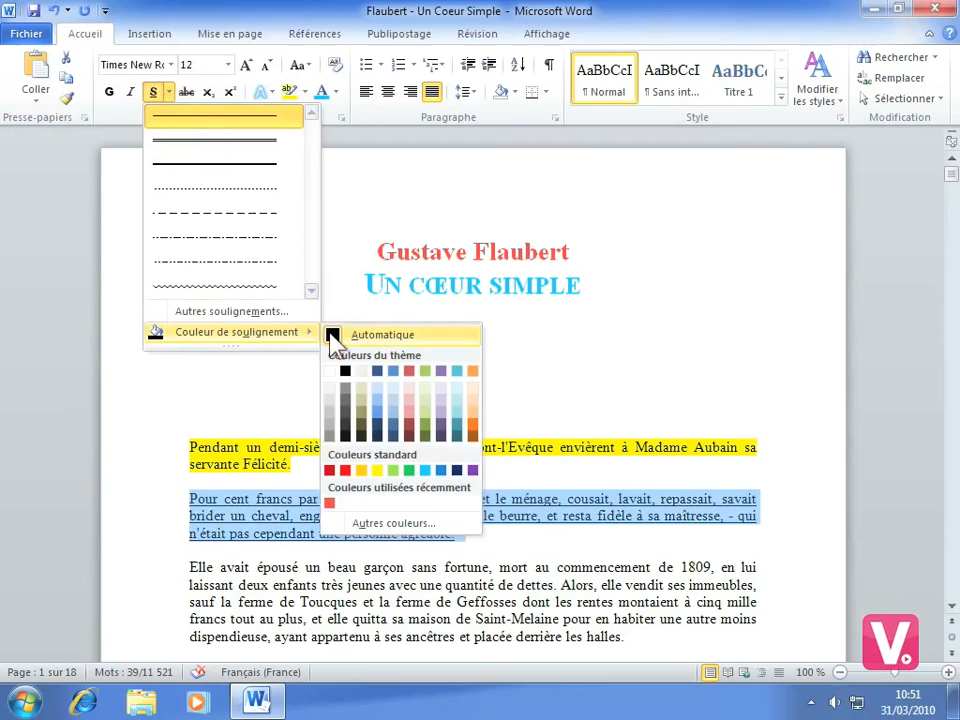 Flaubert - Un Coeur Simple - Microsoft Word
Fichier Accueil Insertion Mise en page Références Publipostage Révision Affichage
Coller
Times New Ro 12
Aa
G I S abc x₂ x²
AaBbCcI AaBbCcI AaBbC
¶ Normal ¶ Sans int... Titre 1
Modifier les styles
Rechercher
Remplacer
Sélectionner
Presse-papiers Paragraphe Style Modification
Autres soulignements...
Couleur de soulignement
Automatique
Couleurs du thème
Couleurs standard
Couleurs utilisées récemment
Autres couleurs...
Gustave Flaubert
UN CŒUR SIMPLE
Pendant un ont-l'Evêque envièrent à Madame Aubain sa
servante Félicité.
Pour cent francs par et le ménage, cousait, lavait, repassait, savait
brider un cheval, le beurre, et resta fidèle à sa maîtresse, - qui
n'était pas cependant une personne agréable.
Elle avait épousé un beau garçon sans fortune, mort au commencement de 1809, en lui
laissant deux enfants très jeunes avec une quantité de dettes. Alors, elle vendit ses immeubles,
sauf la ferme de Toucques et la ferme de Geffosses dont les rentes montaient à cinq mille
francs tout au plus, et elle quitta sa maison de Saint-Melaine pour en habiter une autre moins
dispendieuse, ayant appartenu à ses ancêtres et placée derrière les halles.
V
Page : 1 sur 18 Mots : 39/11 521 Français (France) 100 %
10:51
31/03/2010